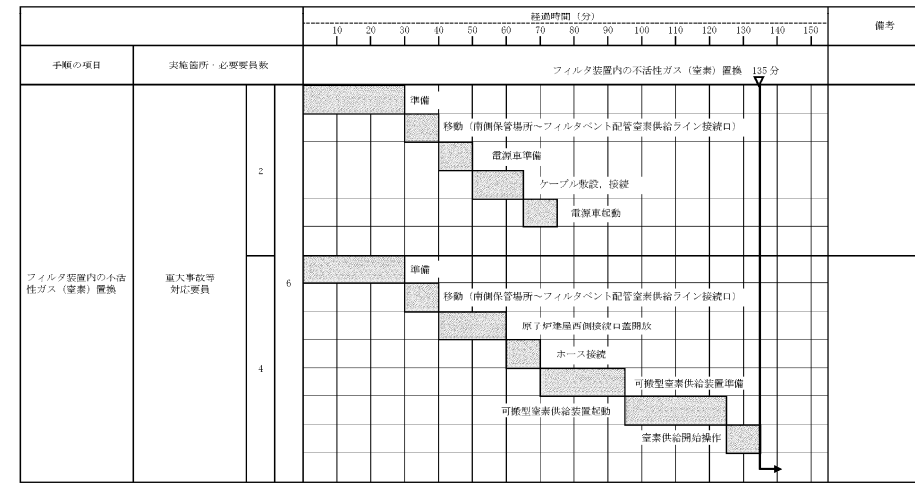 経過時間（分）
備考
10 20 30 40 50 60 70 80 90 100 110 120 130 140 150
手順の項目
実施箇所・必要要員数
フィルタ装置内の不活性ガス（窒素）置換 135分
準備
移動（南側保管場所～フィルタベント配管窒素供給ライン接続口）
電源車準備
2
ケーブル敷設，接続
電源車起動
フィルタ装置内の不活
性ガス（窒素）置換
重大事故等
対応要員
6
準備
移動（南側保管場所～フィルタベント配管窒素供給ライン接続口）
原子炉建屋西側接続口蓋開放
ホース接続
4
可搬型窒素供給装置準備
可搬型窒素供給装置起動
窒素供給開始操作